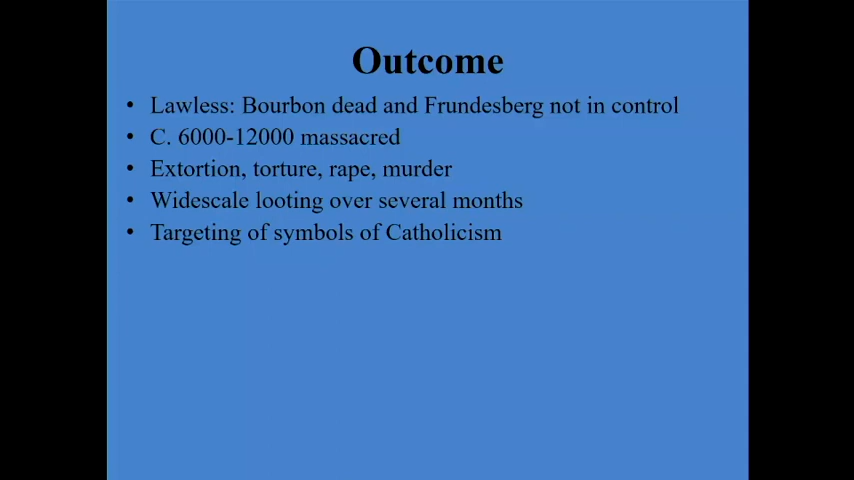 Outcome
• Lawless: Bourbon dead and Frundesberg not in control
• C. 6000-12000 massacred
• Extortion, torture, rape, murder
• Widescale looting over several months
• Targeting of symbols of Catholicism